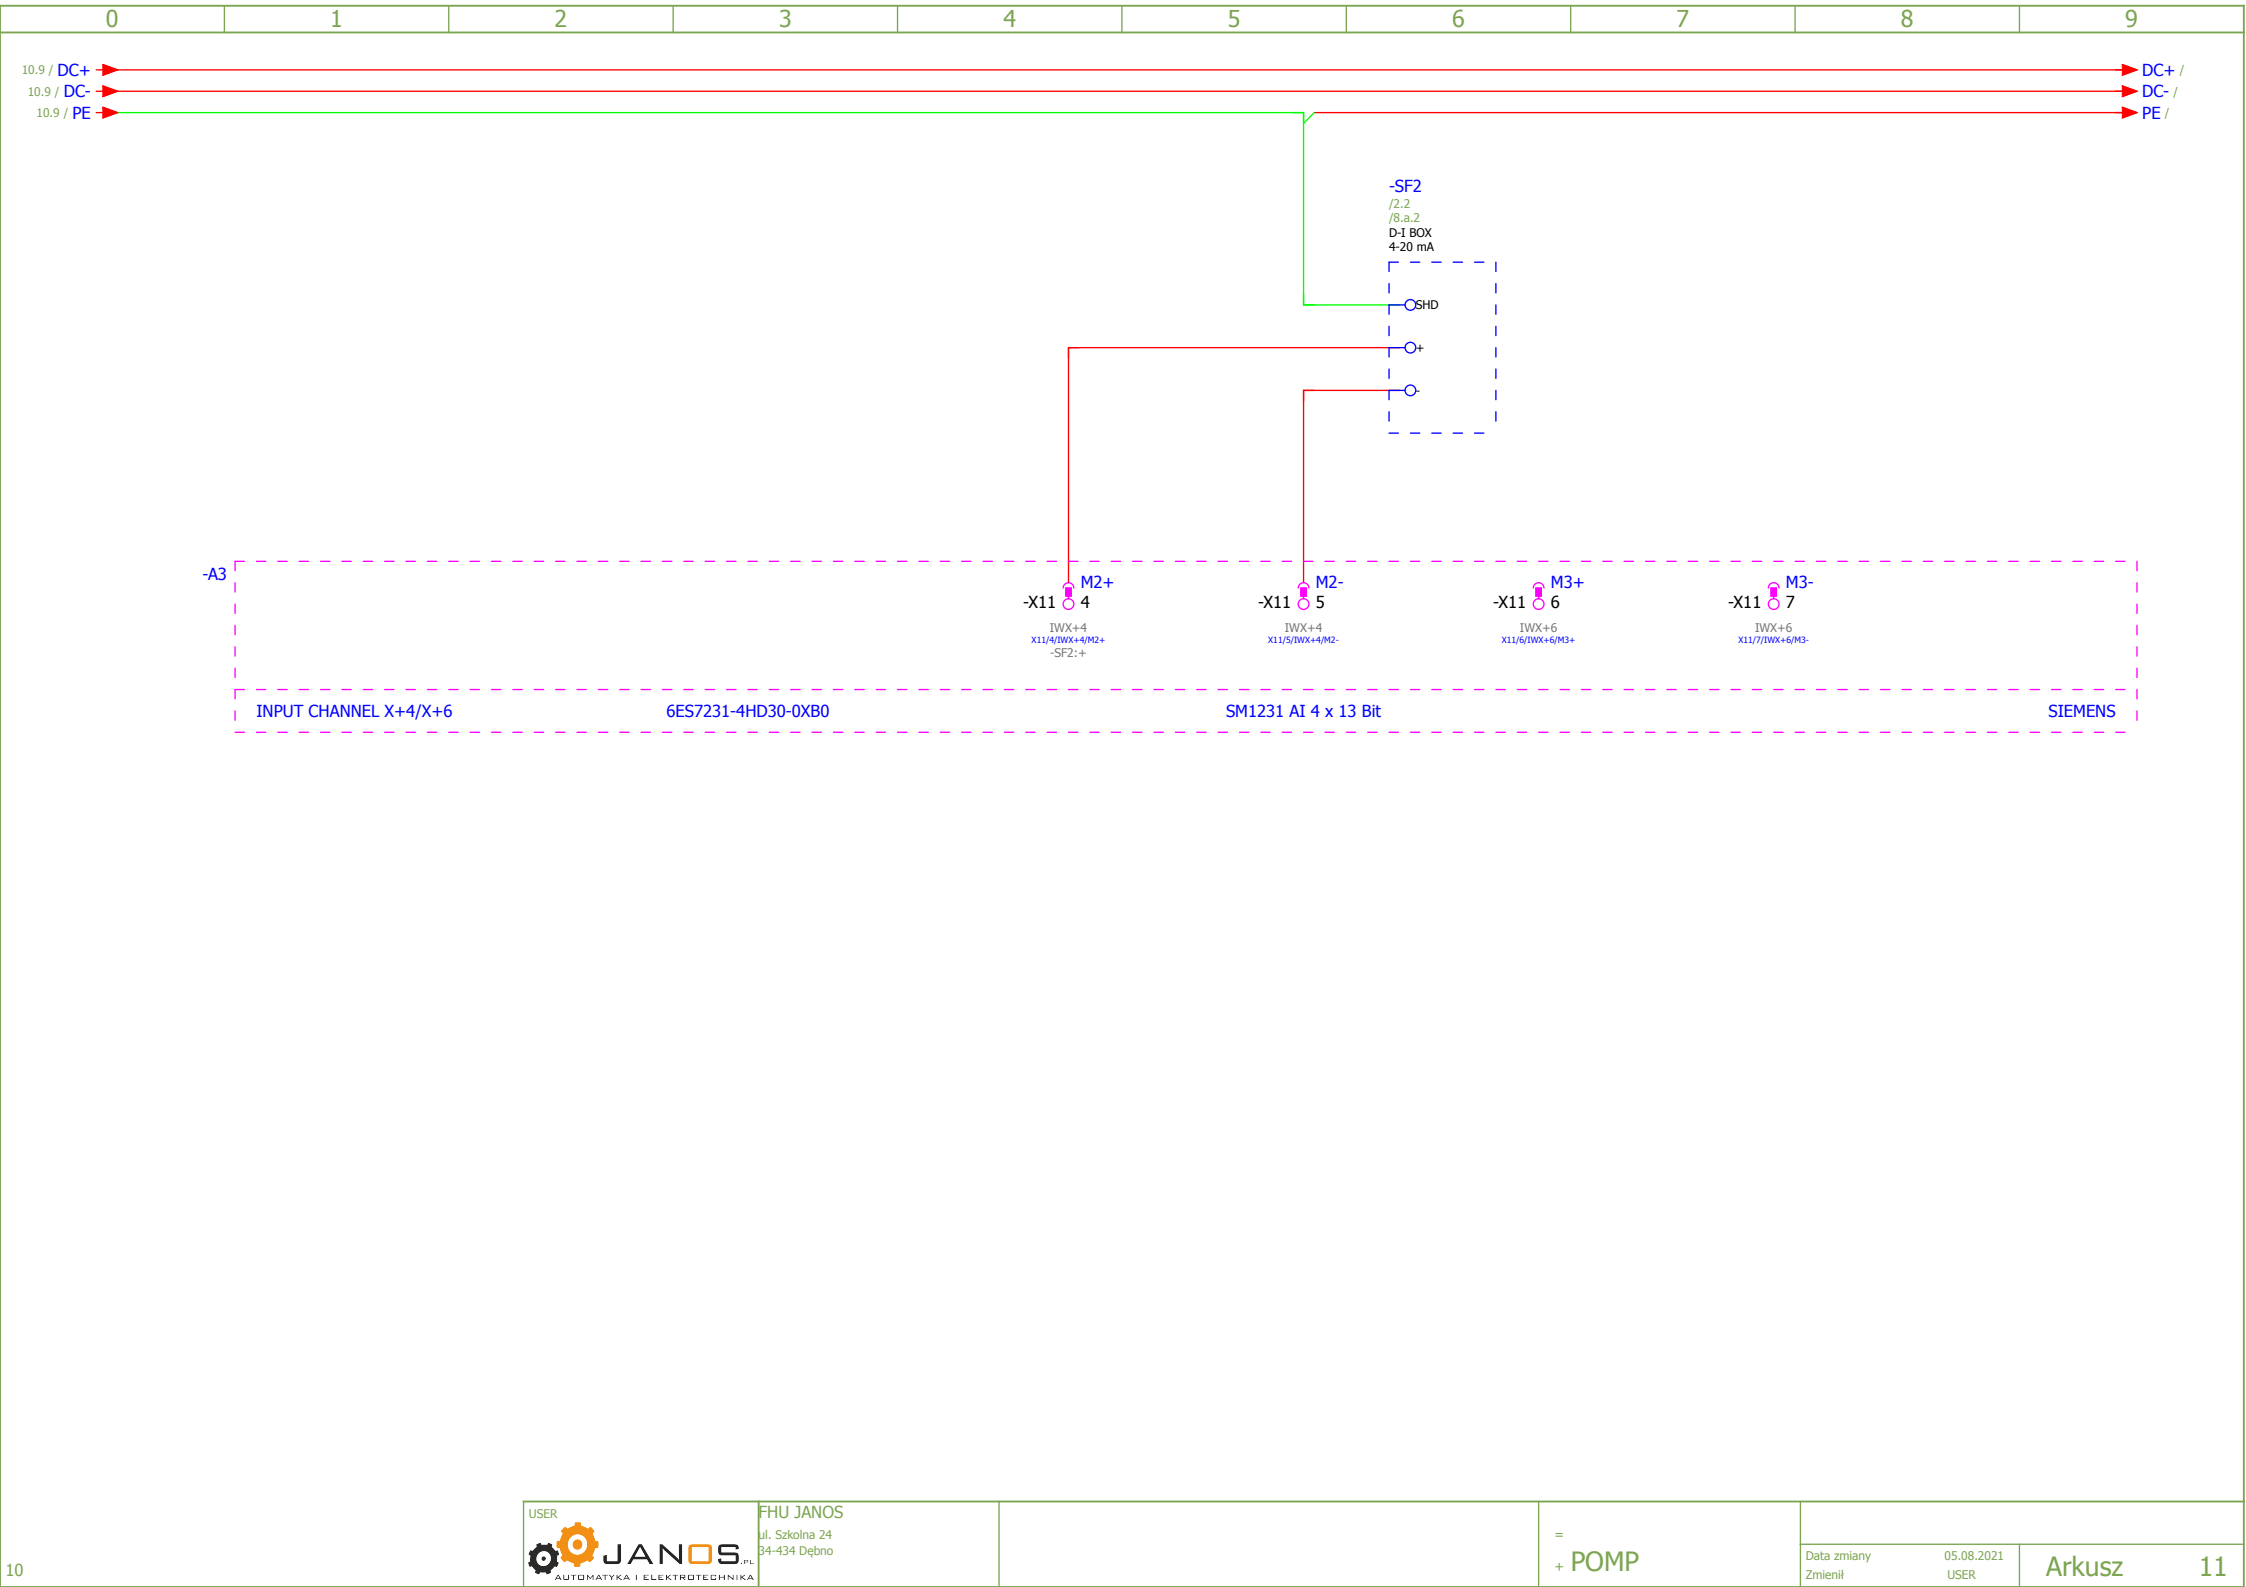 0 1 2 3 4 5 6 7 8 9
10.9 / DC+ DC+ /
10.9 / DC- DC- /
10.9 / PE PE /
-SF2
/2.2
/8.a.2
D-I BOX
4-20 mA
SHD
+
-
-A3
M2+ M2- M3+ M3-
-X11 4 -X11 5 -X11 6 -X11 7
IWX+4 IWX+4 IWX+6 IWX+6
X11/4/IWX+4/M2+ X11/5/IWX+4/M2- X11/6/IWX+6/M3+ X11/7/IWX+6/M3-
-SF2:+
INPUT CHANNEL X+4/X+6 6ES7231-4HD30-0XB0 SM1231 AI 4 x 13 Bit SIEMENS
10
USER
JANOS.PL
AUTOMATYKA I ELEKTROTECHNIKA
FHU JANOS
ul. Szkolna 24
34-434 Dębno
=
+ POMP
Data zmiany 05.08.2021
Zmienił USER
Arkusz 11